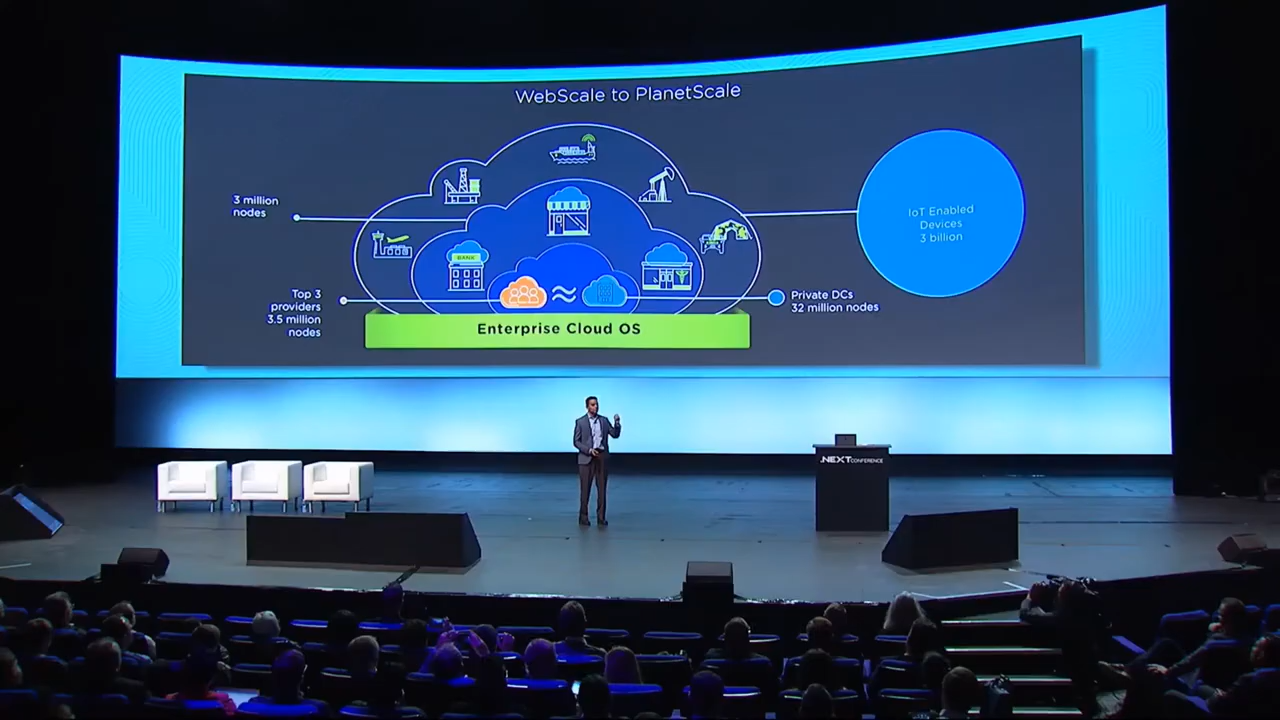 WebScale to PlanetScale
3 million
nodes
IoT Enabled
Devices
3 billion
BANK
Top 3
providers
3.5 million
nodes
Private DCs
32 million nodes
Enterprise Cloud OS
.NEXT CONFERENCE